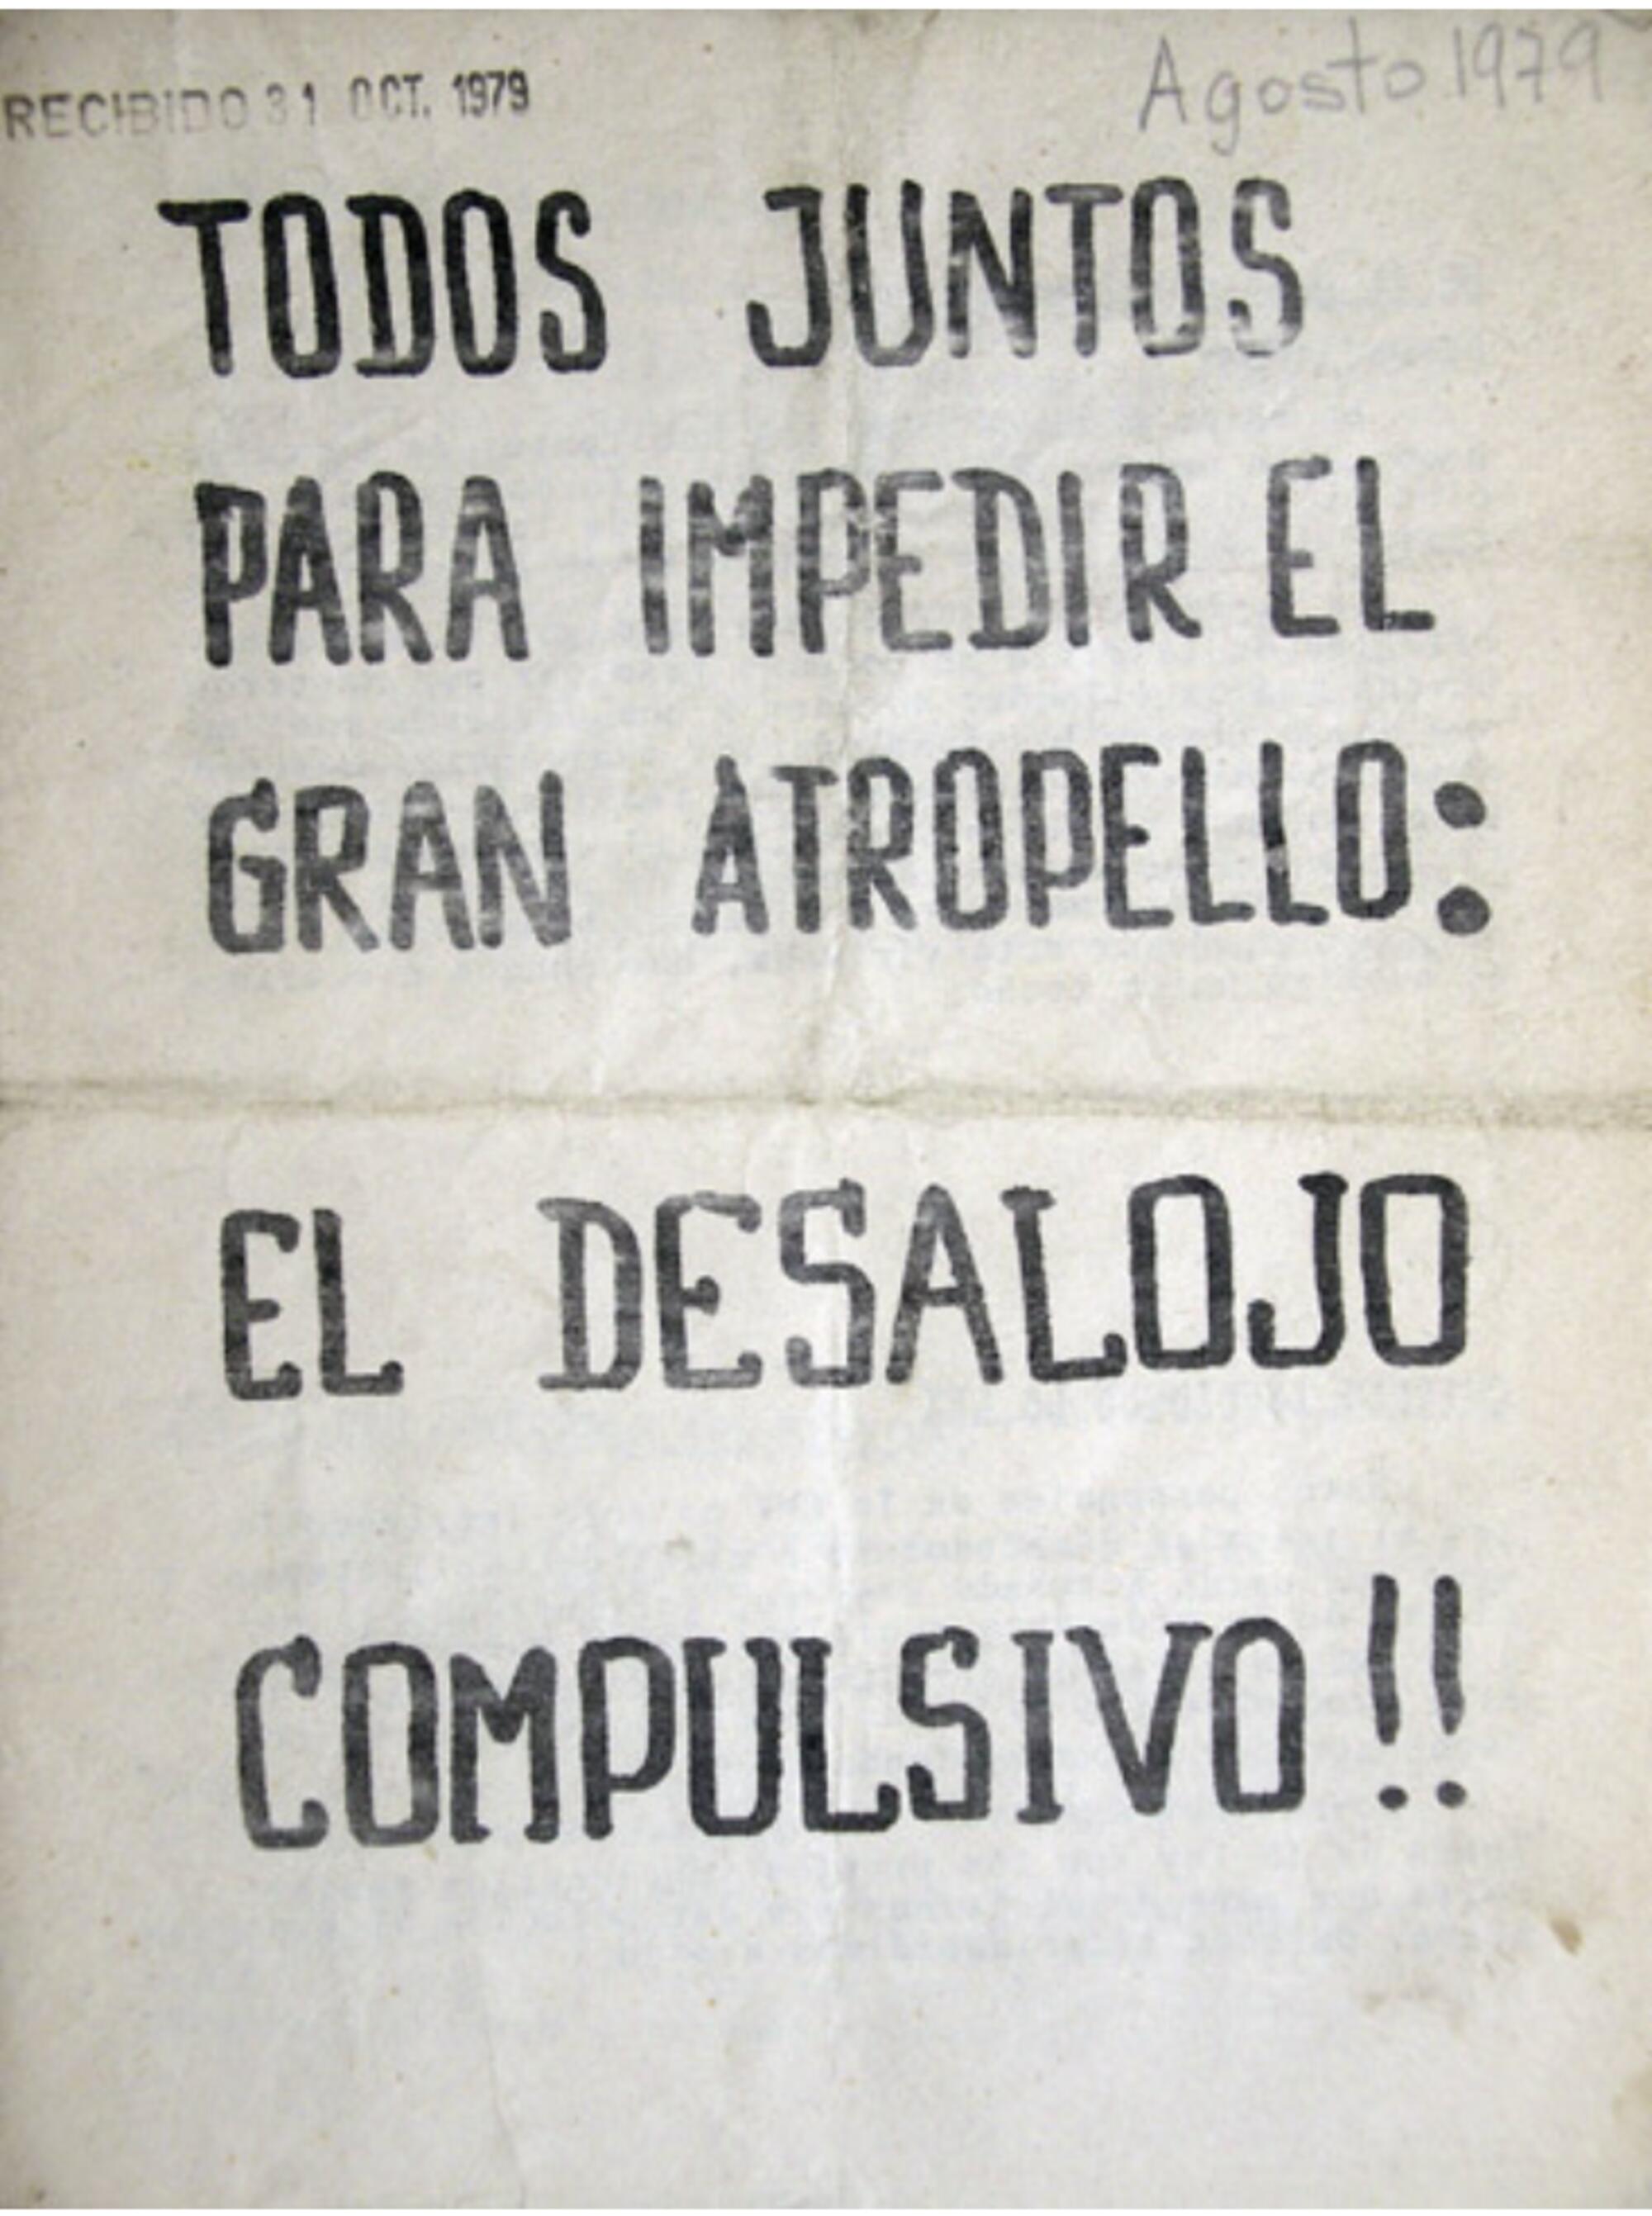 RECIBIDO 31 OCT. 1979
Agosto 1979
TODOS JUNTOS
PARA IMPEDIR EL
GRAN ATROPELLO:
EL DESALOJO
COMPULSIVO!!